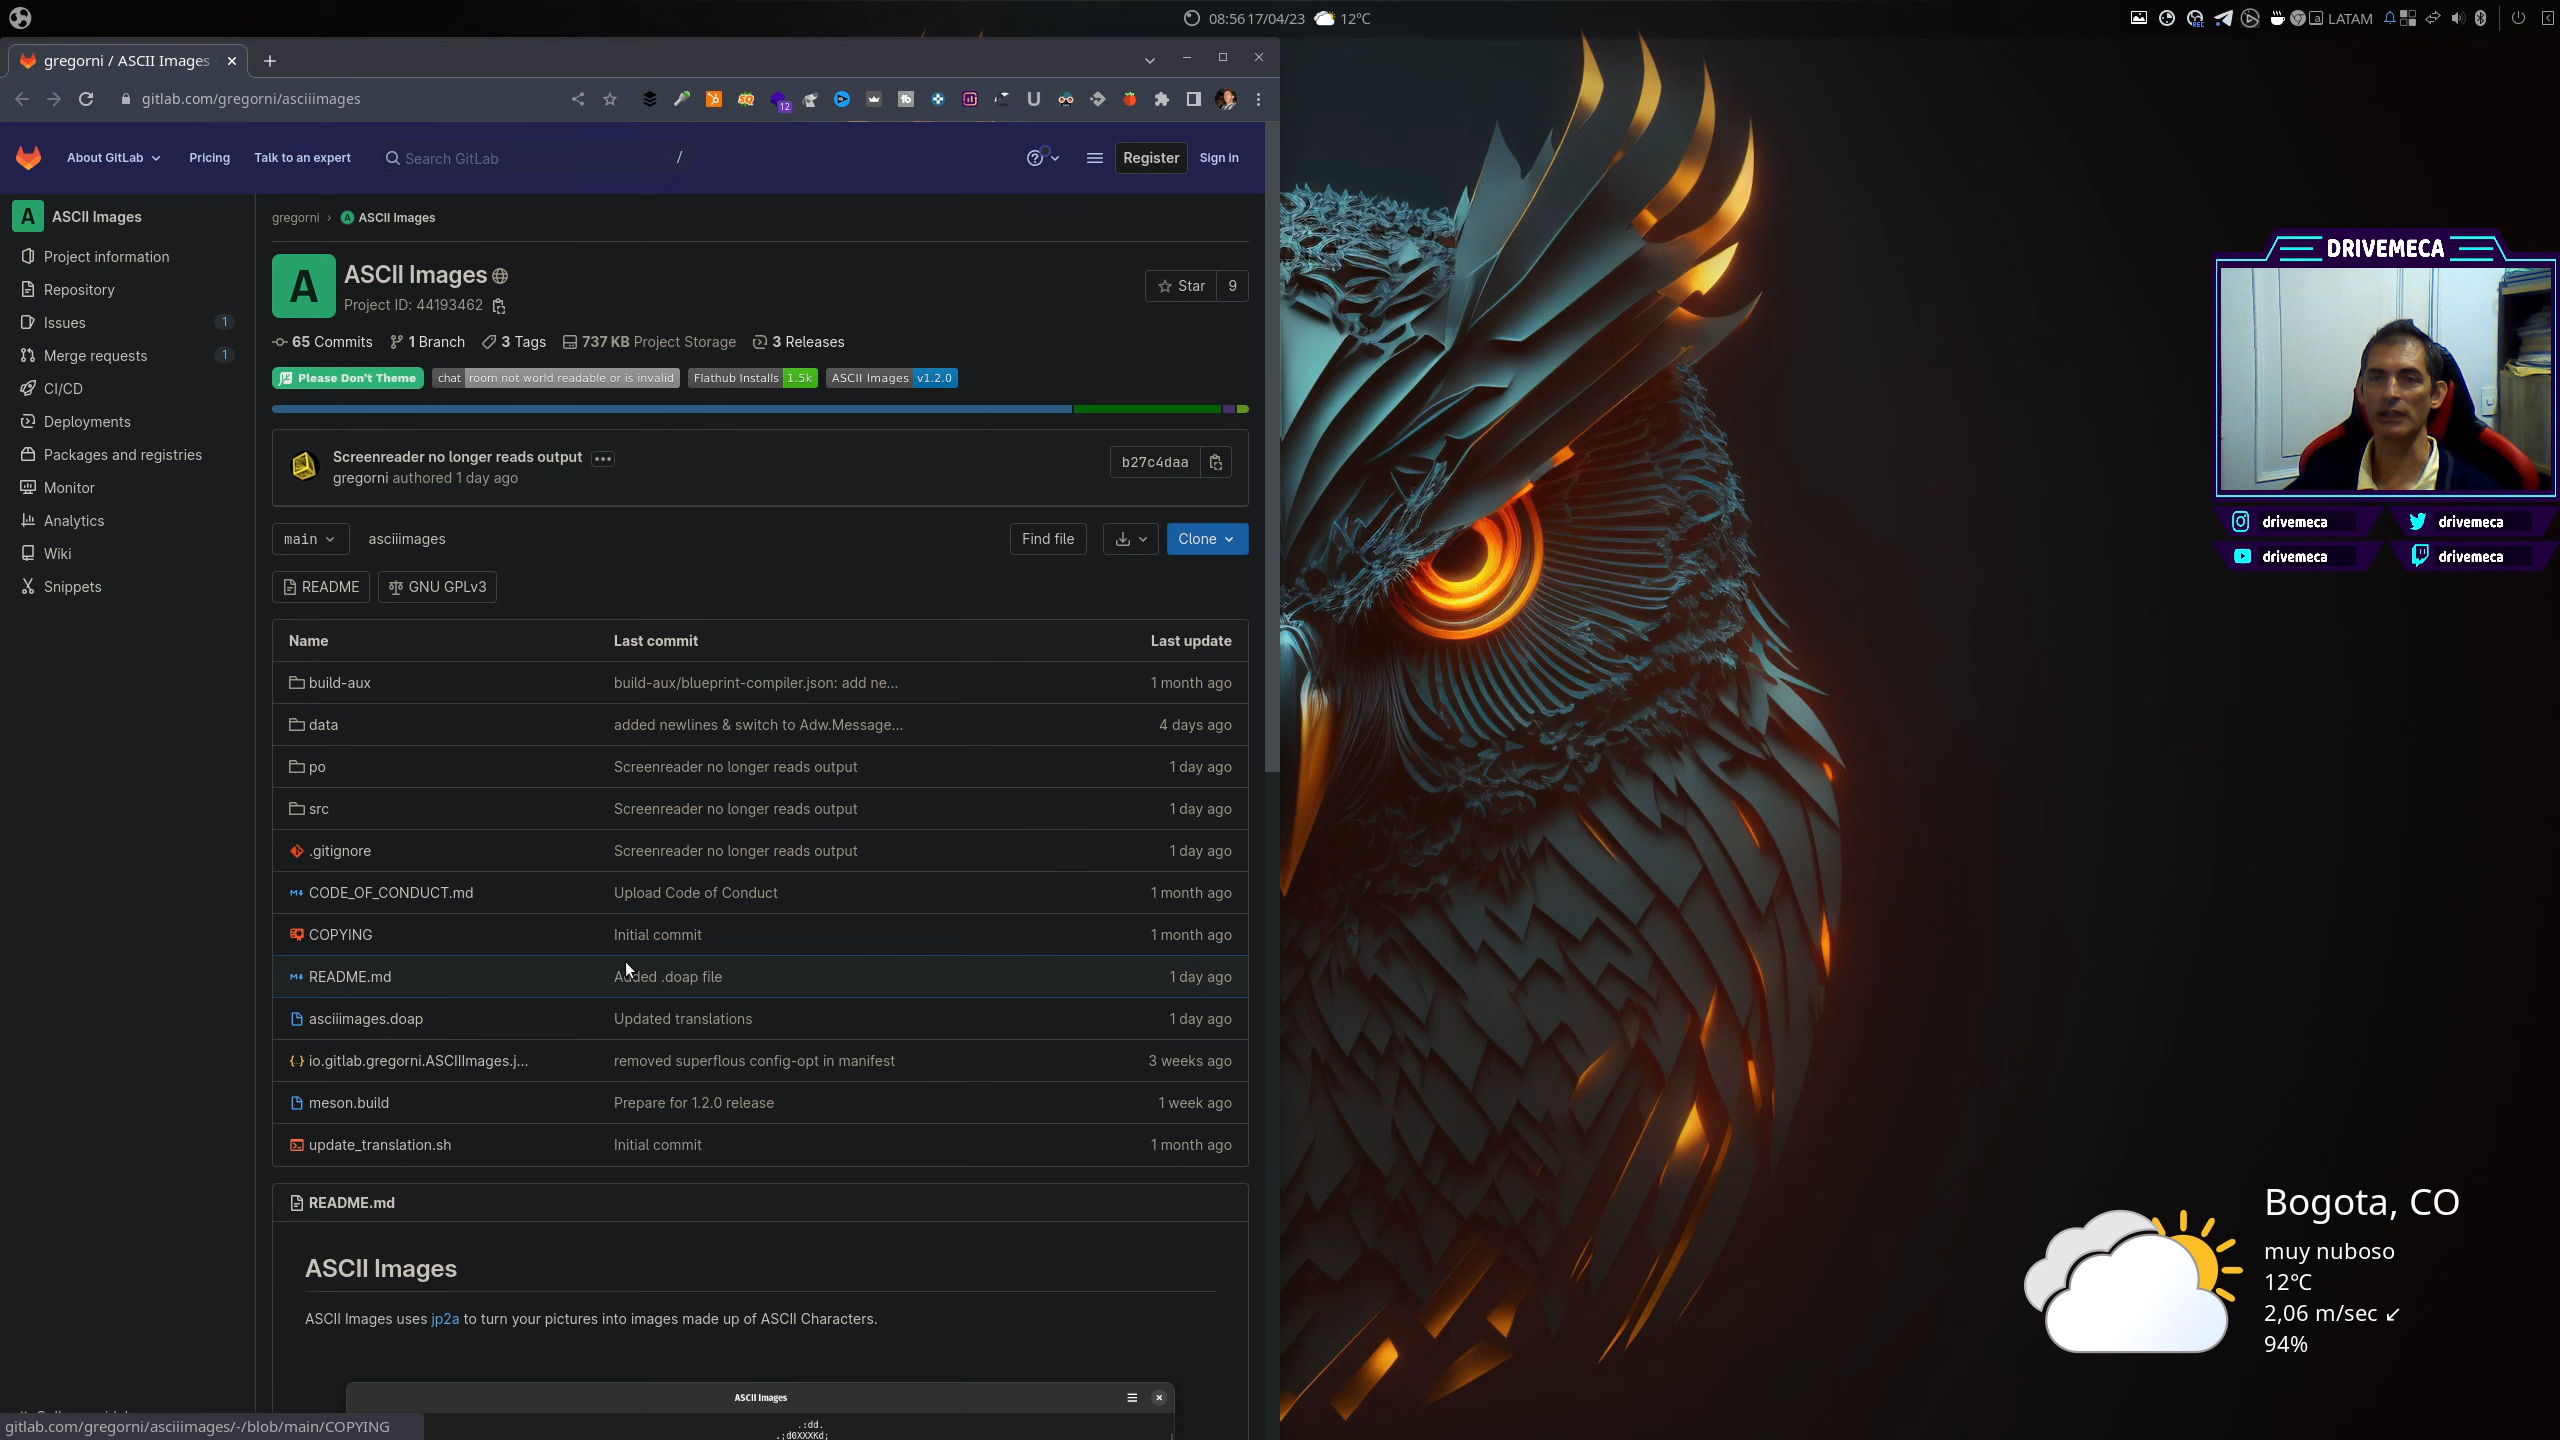 08:56 17/04/23 12°C
LATAM
gregorni / ASCII Images
gitlab.com/gregorni/asciiimages
12
About GitLab
Pricing
Talk to an expert
Search GitLab
/
Register
Sign in
A ASCII Images
Project information
Repository
Issues 1
Merge requests 1
CI/CD
Deployments
Packages and registries
Monitor
Analytics
Wiki
Snippets
gregorni › A ASCII Images
A
ASCII Images
Project ID: 44193462
Star 9
65 Commits 1 Branch 3 Tags 737 KB Project Storage 3 Releases
Please Don't Theme chat room not world readable or is invalid Flathub Installs 1.5k ASCII Images v1.2.0
Screenreader no longer reads output
gregorni authored 1 day ago
b27c4daa
main asciiimages Find file Clone
README GNU GPLv3
Name Last commit Last update
build-aux build-aux/blueprint-compiler.json: add ne... 1 month ago
data added newlines & switch to Adw.Message... 4 days ago
po Screenreader no longer reads output 1 day ago
src Screenreader no longer reads output 1 day ago
.gitignore Screenreader no longer reads output 1 day ago
CODE_OF_CONDUCT.md Upload Code of Conduct 1 month ago
COPYING Initial commit 1 month ago
README.md Added .doap file 1 day ago
asciiimages.doap Updated translations 1 day ago
io.gitlab.gregorni.ASCIIImages.j... removed superflous config-opt in manifest 3 weeks ago
meson.build Prepare for 1.2.0 release 1 week ago
update_translation.sh Initial commit 1 month ago
README.md
ASCII Images
ASCII Images uses jp2a to turn your pictures into images made up of ASCII Characters.
ASCII Images
.:dd.
.;d0XXXKd;
gitlab.com/gregorni/asciiimages/-/blob/main/COPYING
DRIVEMECA
drivemeca drivemeca
drivemeca drivemeca
Bogota, CO
muy nuboso
12°C
2,06 m/sec ↙
94%